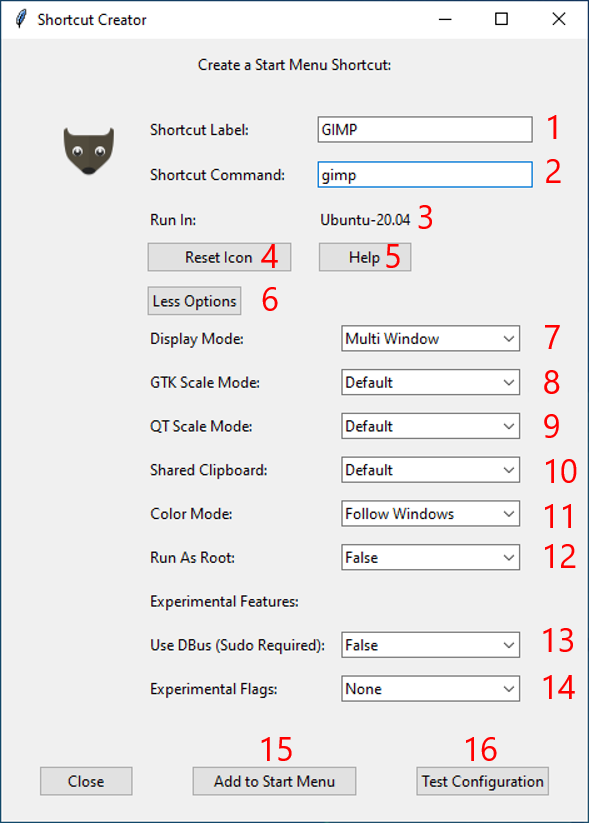 Shortcut Creator
Create a Start Menu Shortcut:
Shortcut Label: GIMP 1
Shortcut Command: gimp 2
Run In: Ubuntu-20.04 3
Reset Icon 4 Help 5
Less Options 6
Display Mode: Multi Window 7
GTK Scale Mode: Default 8
QT Scale Mode: Default 9
Shared Clipboard: Default 10
Color Mode: Follow Windows 11
Run As Root: False 12
Experimental Features:
Use DBus (Sudo Required): False 13
Experimental Flags: None 14
15 16
Close Add to Start Menu Test Configuration